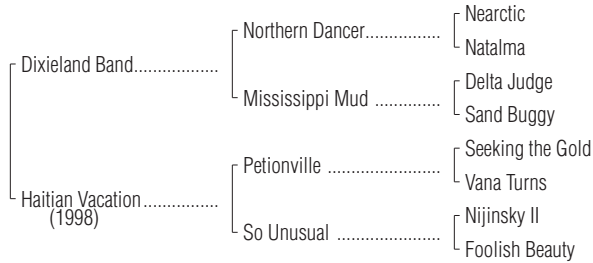 Nearctic
Northern Dancer................
Natalma
Dixieland Band..................
Delta Judge
Mississippi Mud ................
Sand Buggy
Seeking the Gold
Petionville .......................
Vana Turns
Haitian Vacation................
(1998)
Nijinsky II
So Unusual .....................
Foolish Beauty